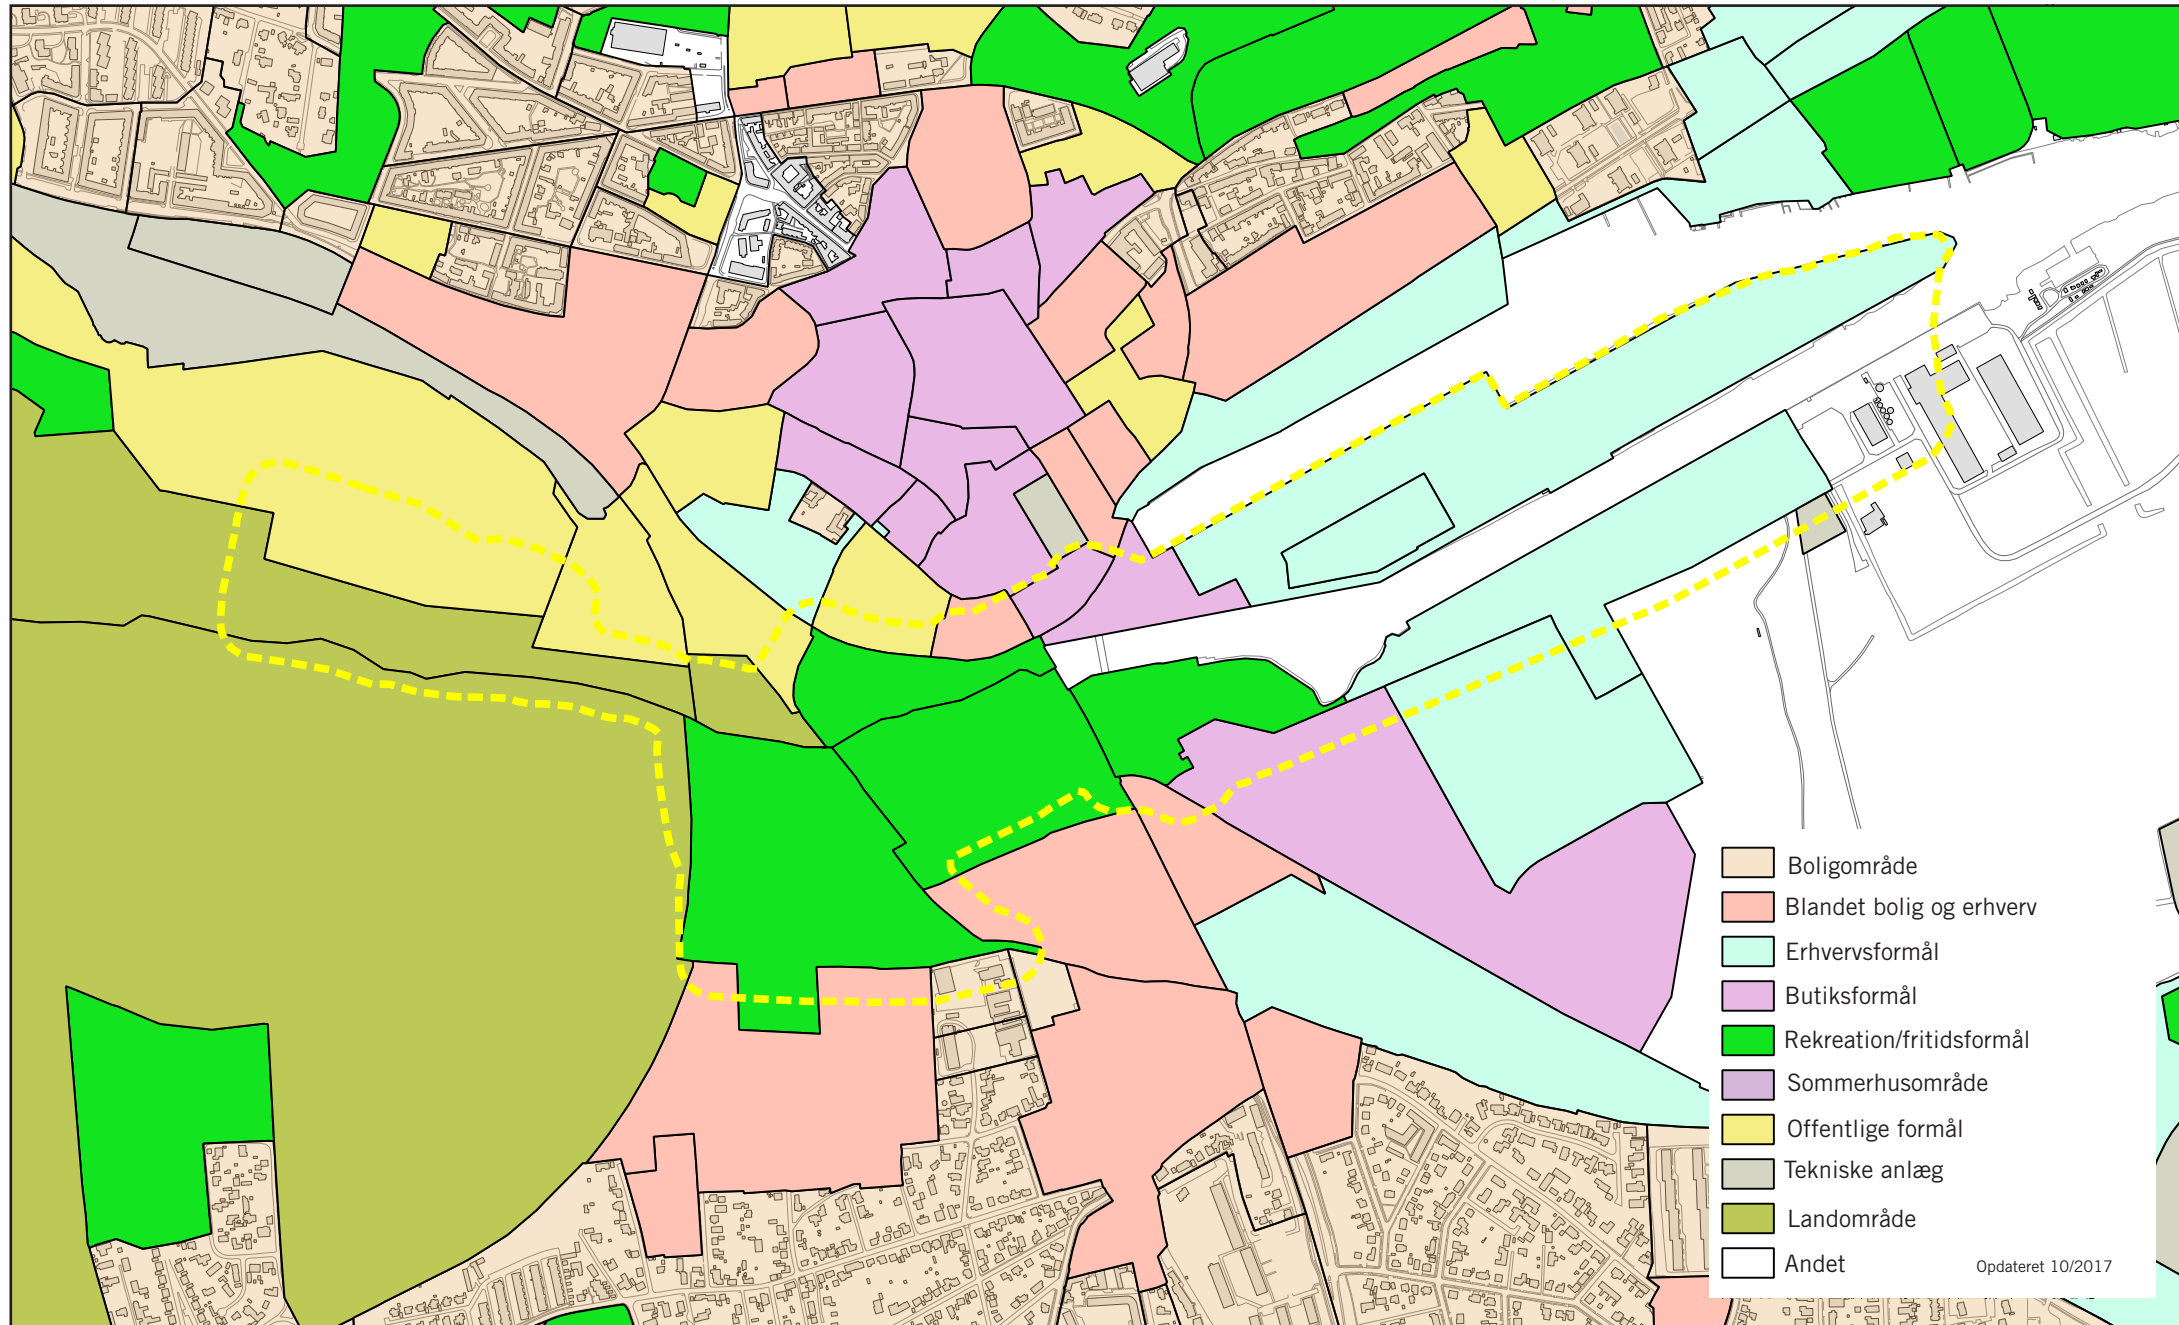 Boligområde
Blandet bolig og erhverv
Erhvervsformål
Butiksformål
Rekreation/fritidsformål
Sommerhusområde
Offentlige formål
Tekniske anlæg
Landområde
Andet
Opdateret 10/2017